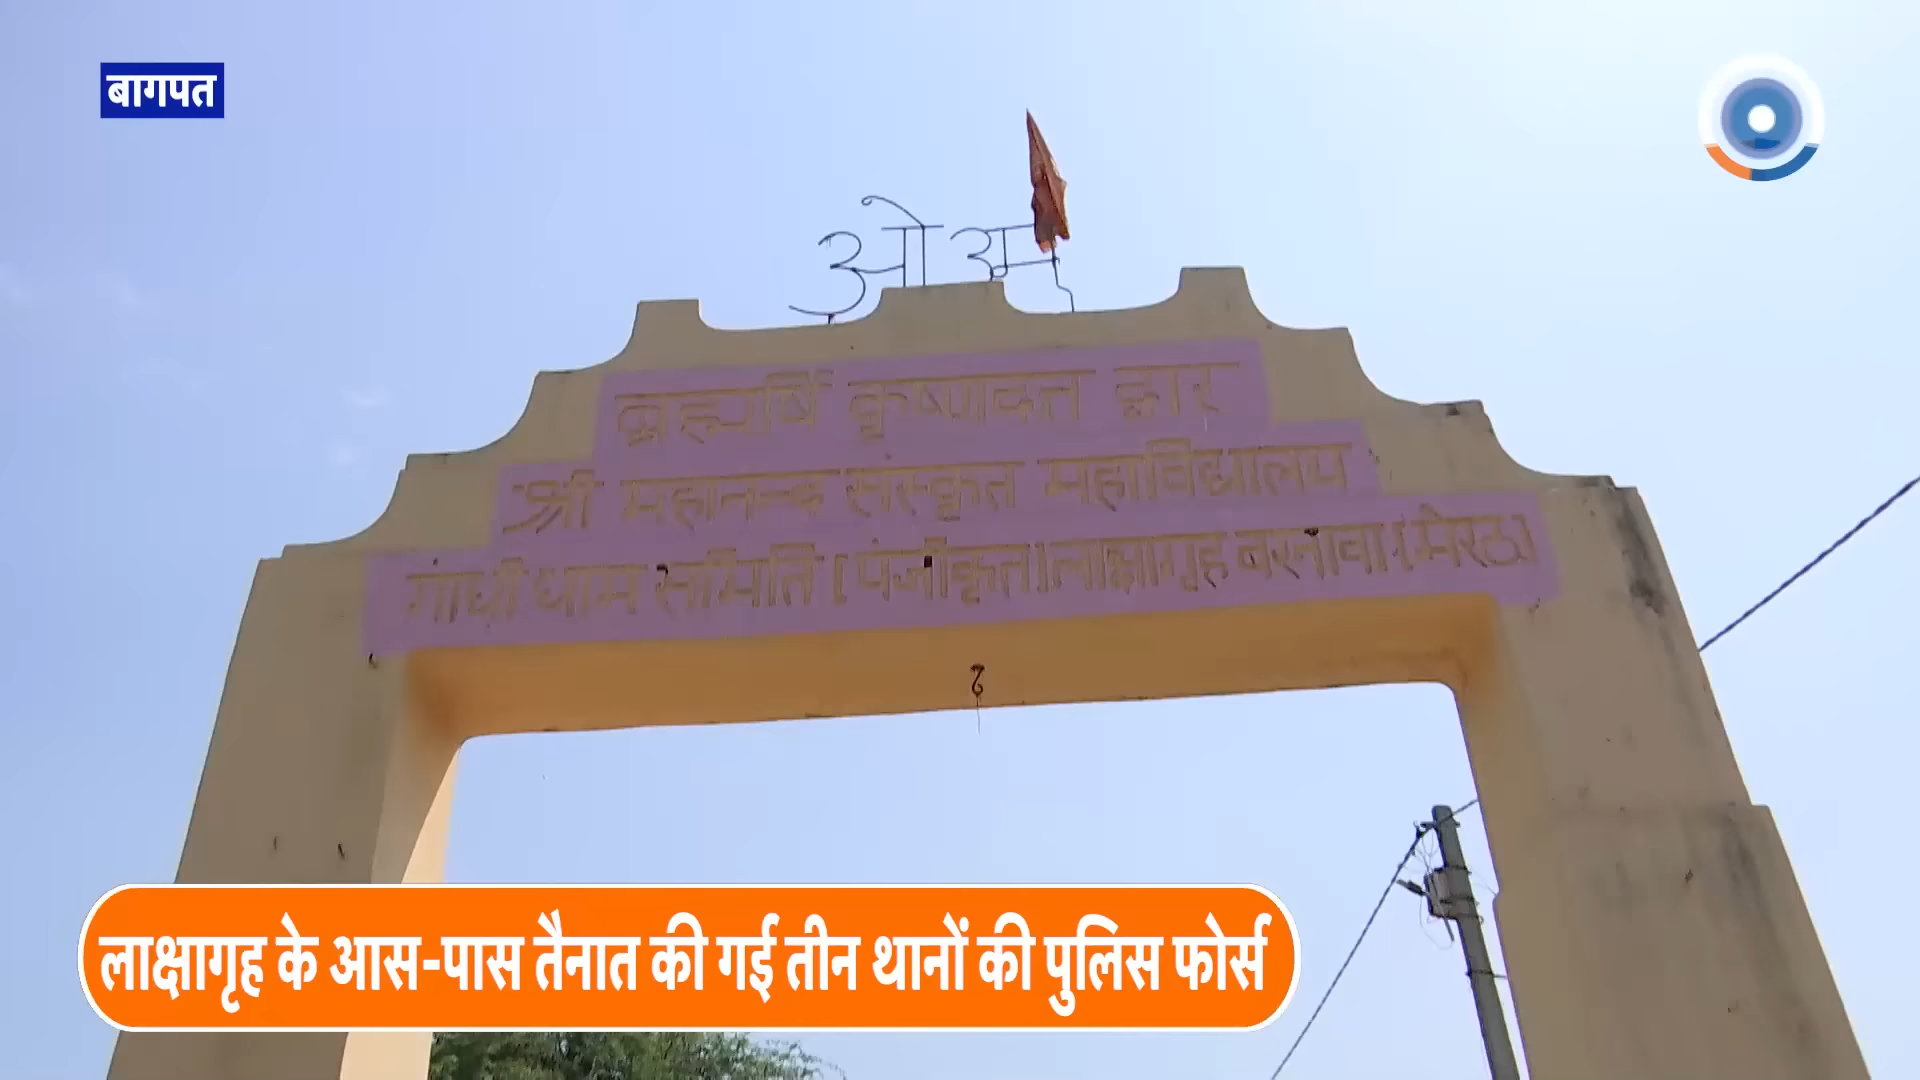 बागपत
ओ३म्
ब्रह्मर्षि कृष्णदत्त द्वार
श्री महानन्द संस्कृत महाविद्यालय
गांधी धाम समिति (पंजीकृत) लाक्षागृह बरनावा (मेरठ)
लाक्षागृह के आस-पास तैनात की गई तीन थानों की पुलिस फोर्स